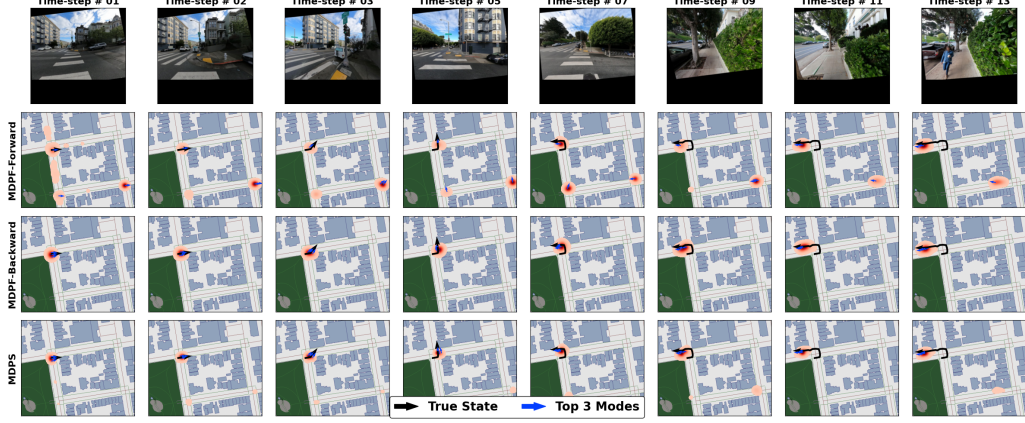 Time-step # 01
Time-step # 02
Time-step # 03
Time-step # 05
Time-step # 07
Time-step # 09
Time-step # 11
Time-step # 13
MDPF-Forward
MDPF-Backward
MDPS
True State
Top 3 Modes